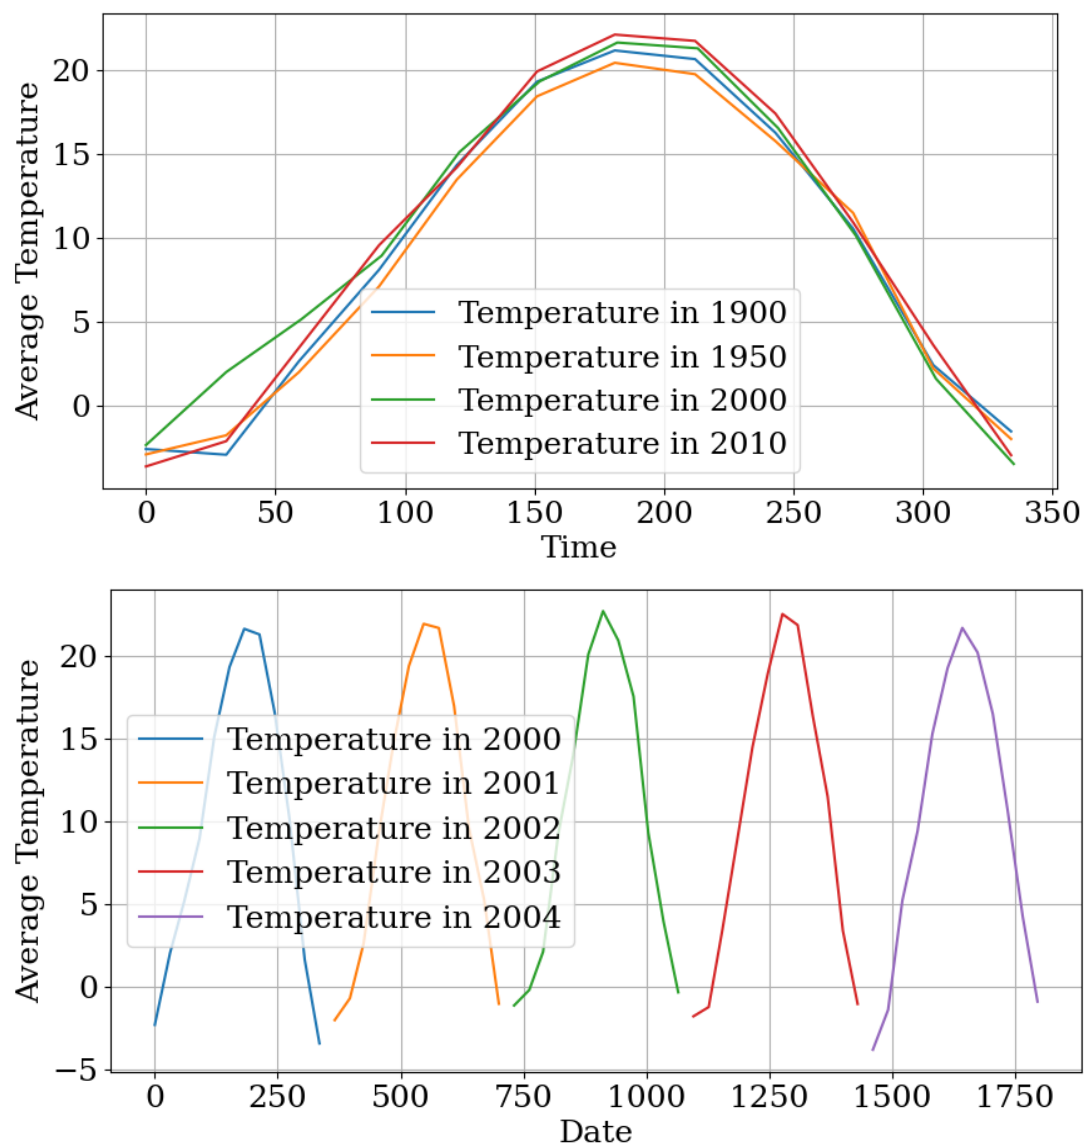 Average Temperature
20
15
10
5
0
Temperature in 1900
Temperature in 1950
Temperature in 2000
Temperature in 2010
0 50 100 150 200 250 300 350
Time
Average Temperature
20
15
10
5
0
−5
Temperature in 2000
Temperature in 2001
Temperature in 2002
Temperature in 2003
Temperature in 2004
0 250 500 750 1000 1250 1500 1750
Date